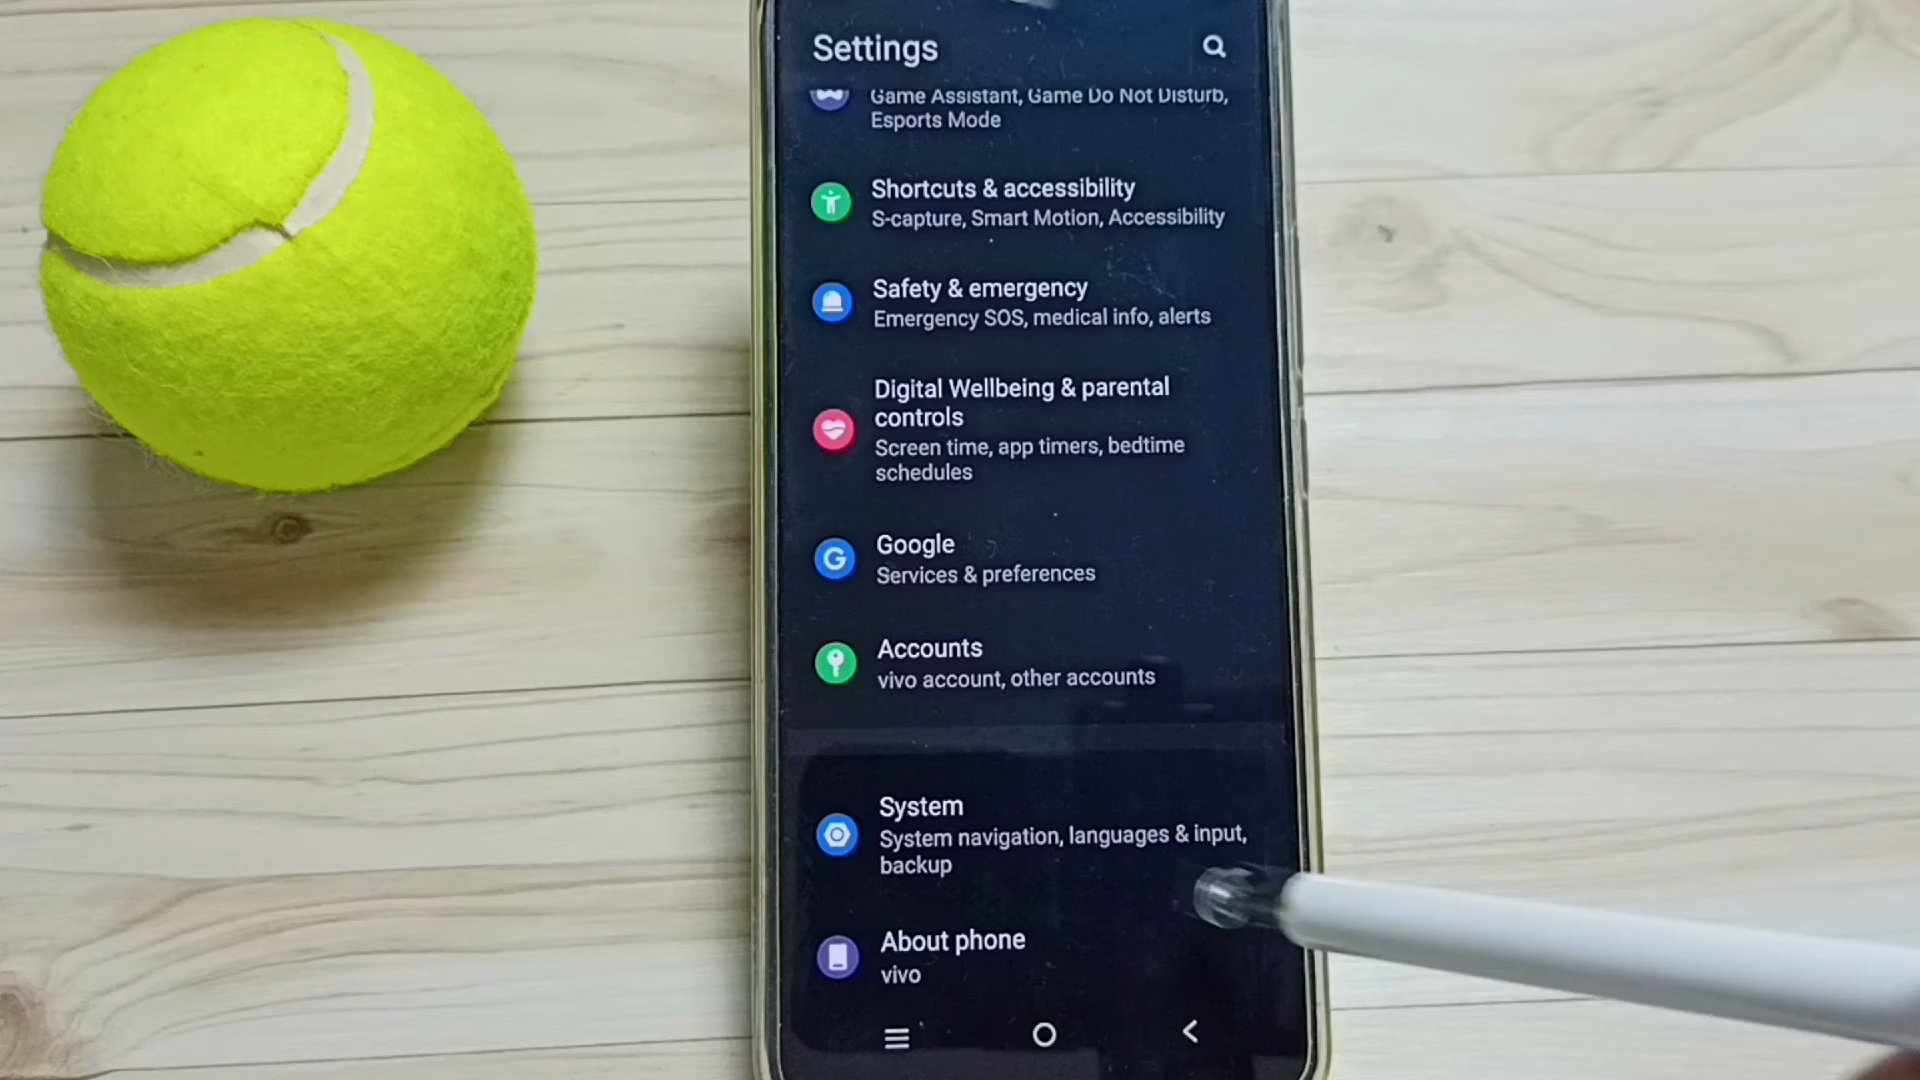 Settings
Game Assistant, Game Do Not Disturb,
Esports Mode
Shortcuts & accessibility
S-capture, Smart Motion, Accessibility
Safety & emergency
Emergency SOS, medical info, alerts
Digital Wellbeing & parental
controls
Screen time, app timers, bedtime
schedules
Google
Services & preferences
Accounts
vivo account, other accounts
System
System navigation, languages & input,
backup
About phone
vivo